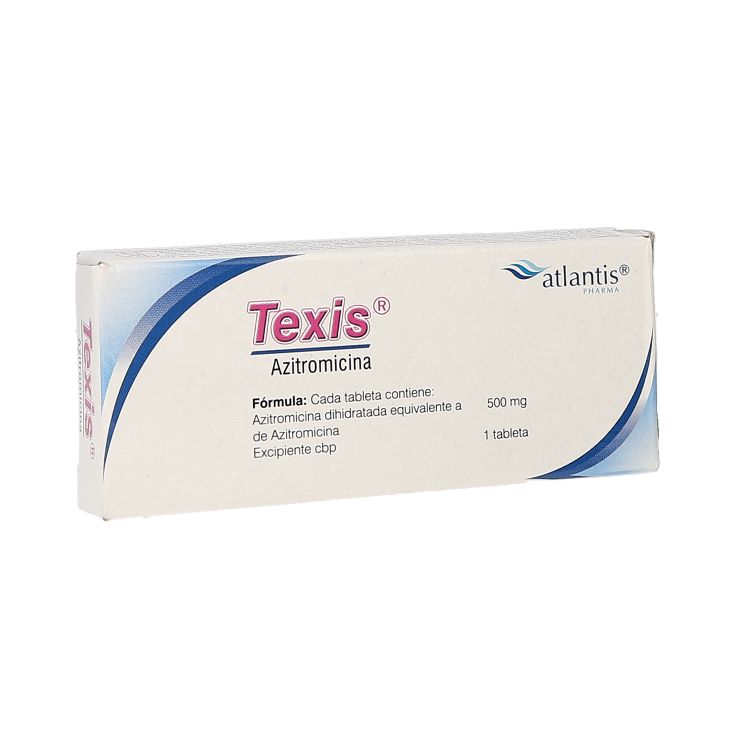 Texis®
Azitromicina
atlantis®
PHARMA
Texis®
Azitromicina
Fórmula: Cada tableta contiene:
Azitromicina dihidratada equivalente a 500 mg
de Azitromicina
Excipiente cbp 1 tableta